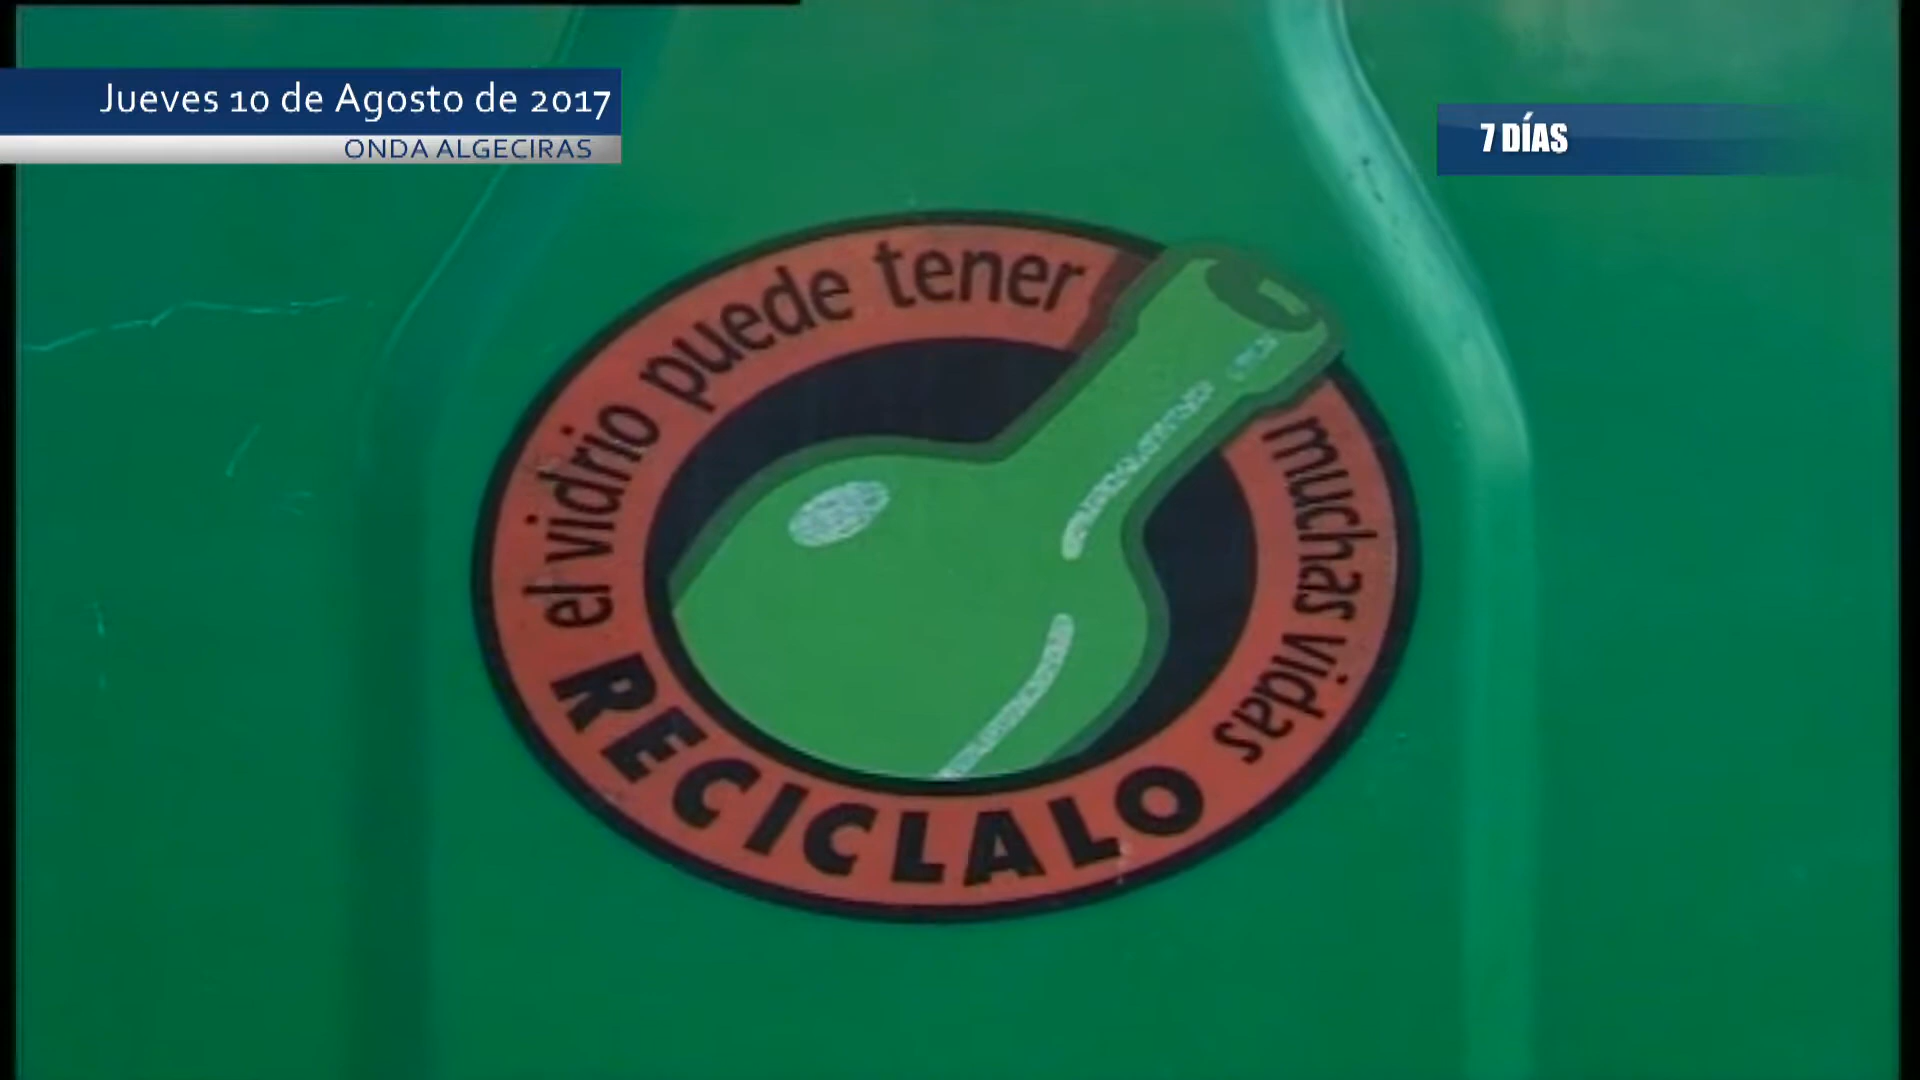 Jueves 10 de Agosto de 2017
ONDA ALGECIRAS
7 DÍAS
el vidrio puede tener muchas vidas
RECICLALO